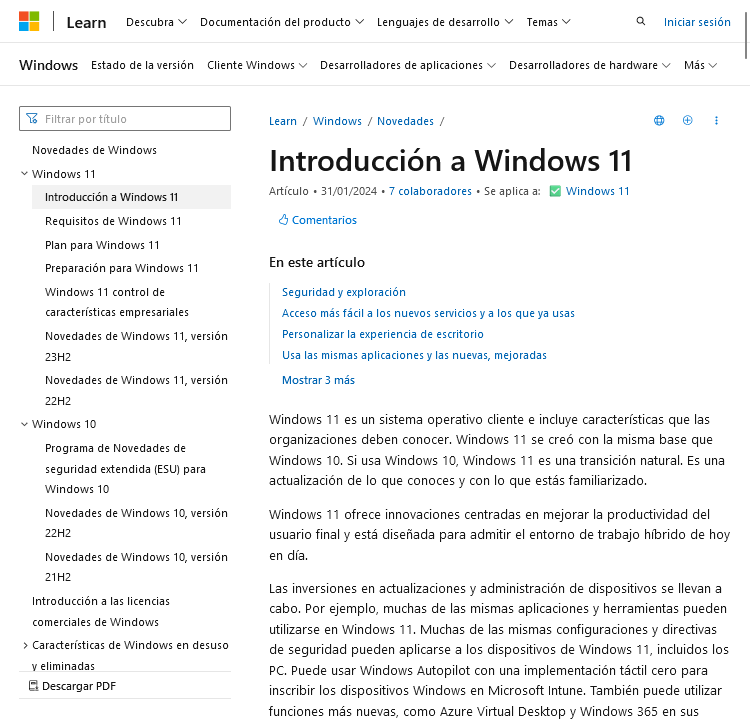 Learn
Descubra
Documentación del producto
Lenguajes de desarrollo
Temas
Iniciar sesión
Windows
Estado de la versión
Cliente Windows
Desarrolladores de aplicaciones
Desarrolladores de hardware
Más
Filtrar por título
Novedades de Windows
Windows 11
Introducción a Windows 11
Requisitos de Windows 11
Plan para Windows 11
Preparación para Windows 11
Windows 11 control de
características empresariales
Novedades de Windows 11, versión
23H2
Novedades de Windows 11, versión
22H2
Windows 10
Programa de Novedades de
seguridad extendida (ESU) para
Windows 10
Novedades de Windows 10, versión
22H2
Novedades de Windows 10, versión
21H2
Introducción a las licencias
comerciales de Windows
Características de Windows en desuso
y eliminadas
Descargar PDF
Learn / Windows / Novedades /
Introducción a Windows 11
Artículo • 31/01/2024 • 7 colaboradores • Se aplica a: ✅ Windows 11
Comentarios
En este artículo
Seguridad y exploración
Acceso más fácil a los nuevos servicios y a los que ya usas
Personalizar la experiencia de escritorio
Usa las mismas aplicaciones y las nuevas, mejoradas
Mostrar 3 más
Windows 11 es un sistema operativo cliente e incluye características que las
organizaciones deben conocer. Windows 11 se creó con la misma base que
Windows 10. Si usa Windows 10, Windows 11 es una transición natural. Es una
actualización de lo que conoces y con lo que estás familiarizado.
Windows 11 ofrece innovaciones centradas en mejorar la productividad del
usuario final y está diseñada para admitir el entorno de trabajo híbrido de hoy
en día.
Las inversiones en actualizaciones y administración de dispositivos se llevan a
cabo. Por ejemplo, muchas de las mismas aplicaciones y herramientas pueden
utilizarse en Windows 11. Muchas de las mismas configuraciones y directivas
de seguridad pueden aplicarse a los dispositivos de Windows 11, incluidos los
PC. Puede usar Windows Autopilot con una implementación táctil cero para
inscribir los dispositivos Windows en Microsoft Intune. También puede utilizar
funciones más nuevas, como Azure Virtual Desktop y Windows 365 en sus